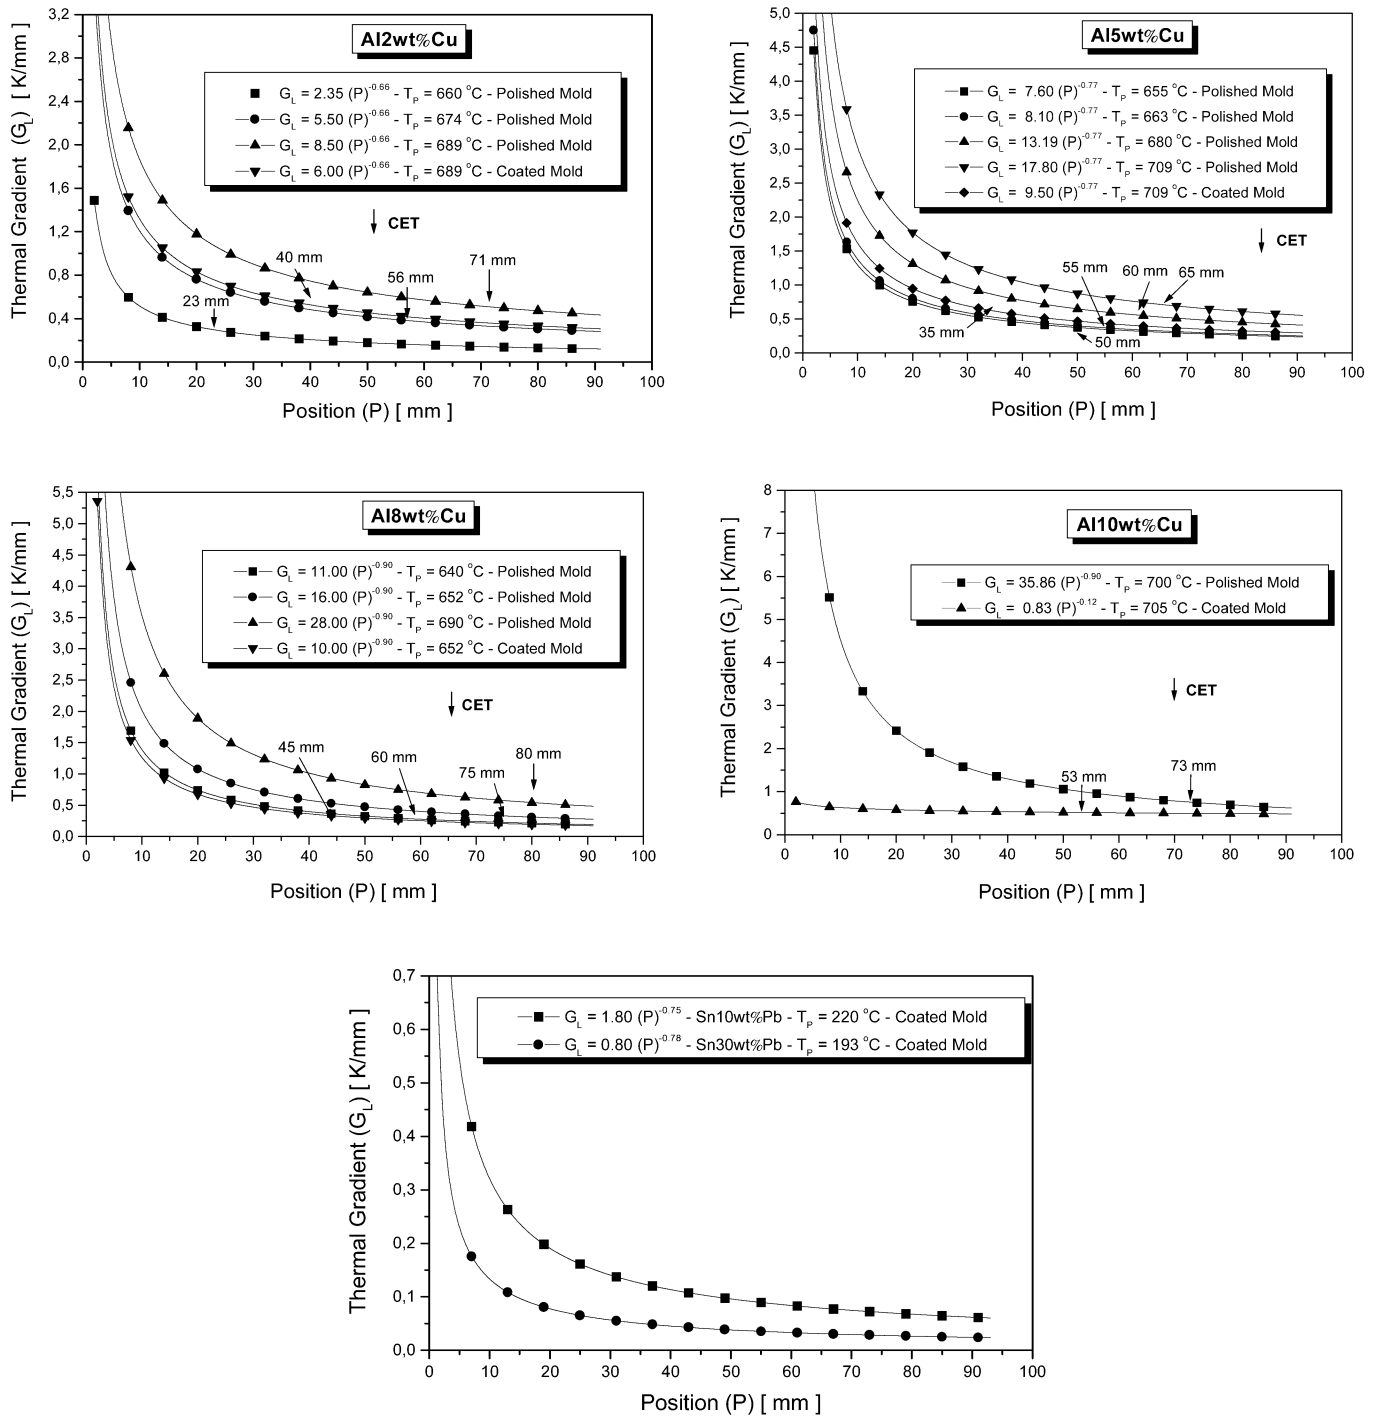 Al2wt%Cu
G_L = 2.35 (P)^-0.66 - T_P = 660 °C - Polished Mold
G_L = 5.50 (P)^-0.66 - T_P = 674 °C - Polished Mold
G_L = 8.50 (P)^-0.66 - T_P = 689 °C - Polished Mold
G_L = 6.00 (P)^-0.66 - T_P = 689 °C - Coated Mold
CET
40 mm
56 mm
71 mm
23 mm
Thermal Gradient (G_L) [ K/mm ]
3,2
2,8
2,4
2,0
1,6
1,2
0,8
0,4
0,0
0 10 20 30 40 50 60 70 80 90 100
Position (P) [ mm ]
Al5wt%Cu
G_L = 7.60 (P)^-0.77 - T_P = 655 °C - Polished Mold
G_L = 8.10 (P)^-0.77 - T_P = 663 °C - Polished Mold
G_L = 13.19 (P)^-0.77 - T_P = 680 °C - Polished Mold
G_L = 17.80 (P)^-0.77 - T_P = 709 °C - Polished Mold
G_L = 9.50 (P)^-0.77 - T_P = 709 °C - Coated Mold
CET
55 mm
60 mm
65 mm
35 mm
50 mm
Thermal Gradient (G_L) [ K/mm ]
5,0
4,5
4,0
3,5
3,0
2,5
2,0
1,5
1,0
0,5
0,0
0 10 20 30 40 50 60 70 80 90 100
Position (P) [ mm ]
Al8wt%Cu
G_L = 11.00 (P)^-0.90 - T_P = 640 °C - Polished Mold
G_L = 16.00 (P)^-0.90 - T_P = 652 °C - Polished Mold
G_L = 28.00 (P)^-0.90 - T_P = 690 °C - Polished Mold
G_L = 10.00 (P)^-0.90 - T_P = 652 °C - Coated Mold
CET
45 mm
60 mm
75 mm
80 mm
Thermal Gradient (G_L) [ K/mm ]
5,5
5,0
4,5
4,0
3,5
3,0
2,5
2,0
1,5
1,0
0,5
0,0
0 10 20 30 40 50 60 70 80 90 100
Position (P) [ mm ]
Al10wt%Cu
G_L = 35.86 (P)^-0.90 - T_P = 700 °C - Polished Mold
G_L = 0.83 (P)^-0.12 - T_P = 705 °C - Coated Mold
CET
53 mm
73 mm
Thermal Gradient (G_L) [ K/mm ]
8
7
6
5
4
3
2
1
0
0 10 20 30 40 50 60 70 80 90 100
Position (P) [ mm ]
G_L = 1.80 (P)^-0.75 - Sn10wt%Pb - T_P = 220 °C - Coated Mold
G_L = 0.80 (P)^-0.78 - Sn30wt%Pb - T_P = 193 °C - Coated Mold
Thermal Gradient (G_L) [ K/mm ]
0,7
0,6
0,5
0,4
0,3
0,2
0,1
0,0
0 10 20 30 40 50 60 70 80 90 100
Position (P) [ mm ]